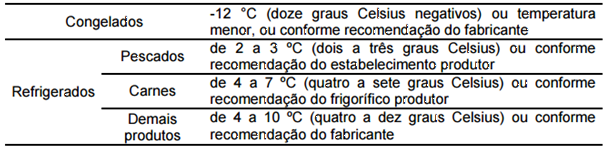 Congelados
-12 °C (doze graus Celsius negativos) ou temperatura
menor, ou conforme recomendação do fabricante
Refrigerados
Pescados
de 2 a 3 ºC (dois a três graus Celsius) ou conforme
recomendação do estabelecimento produtor
Carnes
de 4 a 7 ºC (quatro a sete graus Celsius) ou conforme
recomendação do frigorífico produtor
Demais
produtos
de 4 a 10 ºC (quatro a dez graus Celsius) ou conforme
recomendação do fabricante